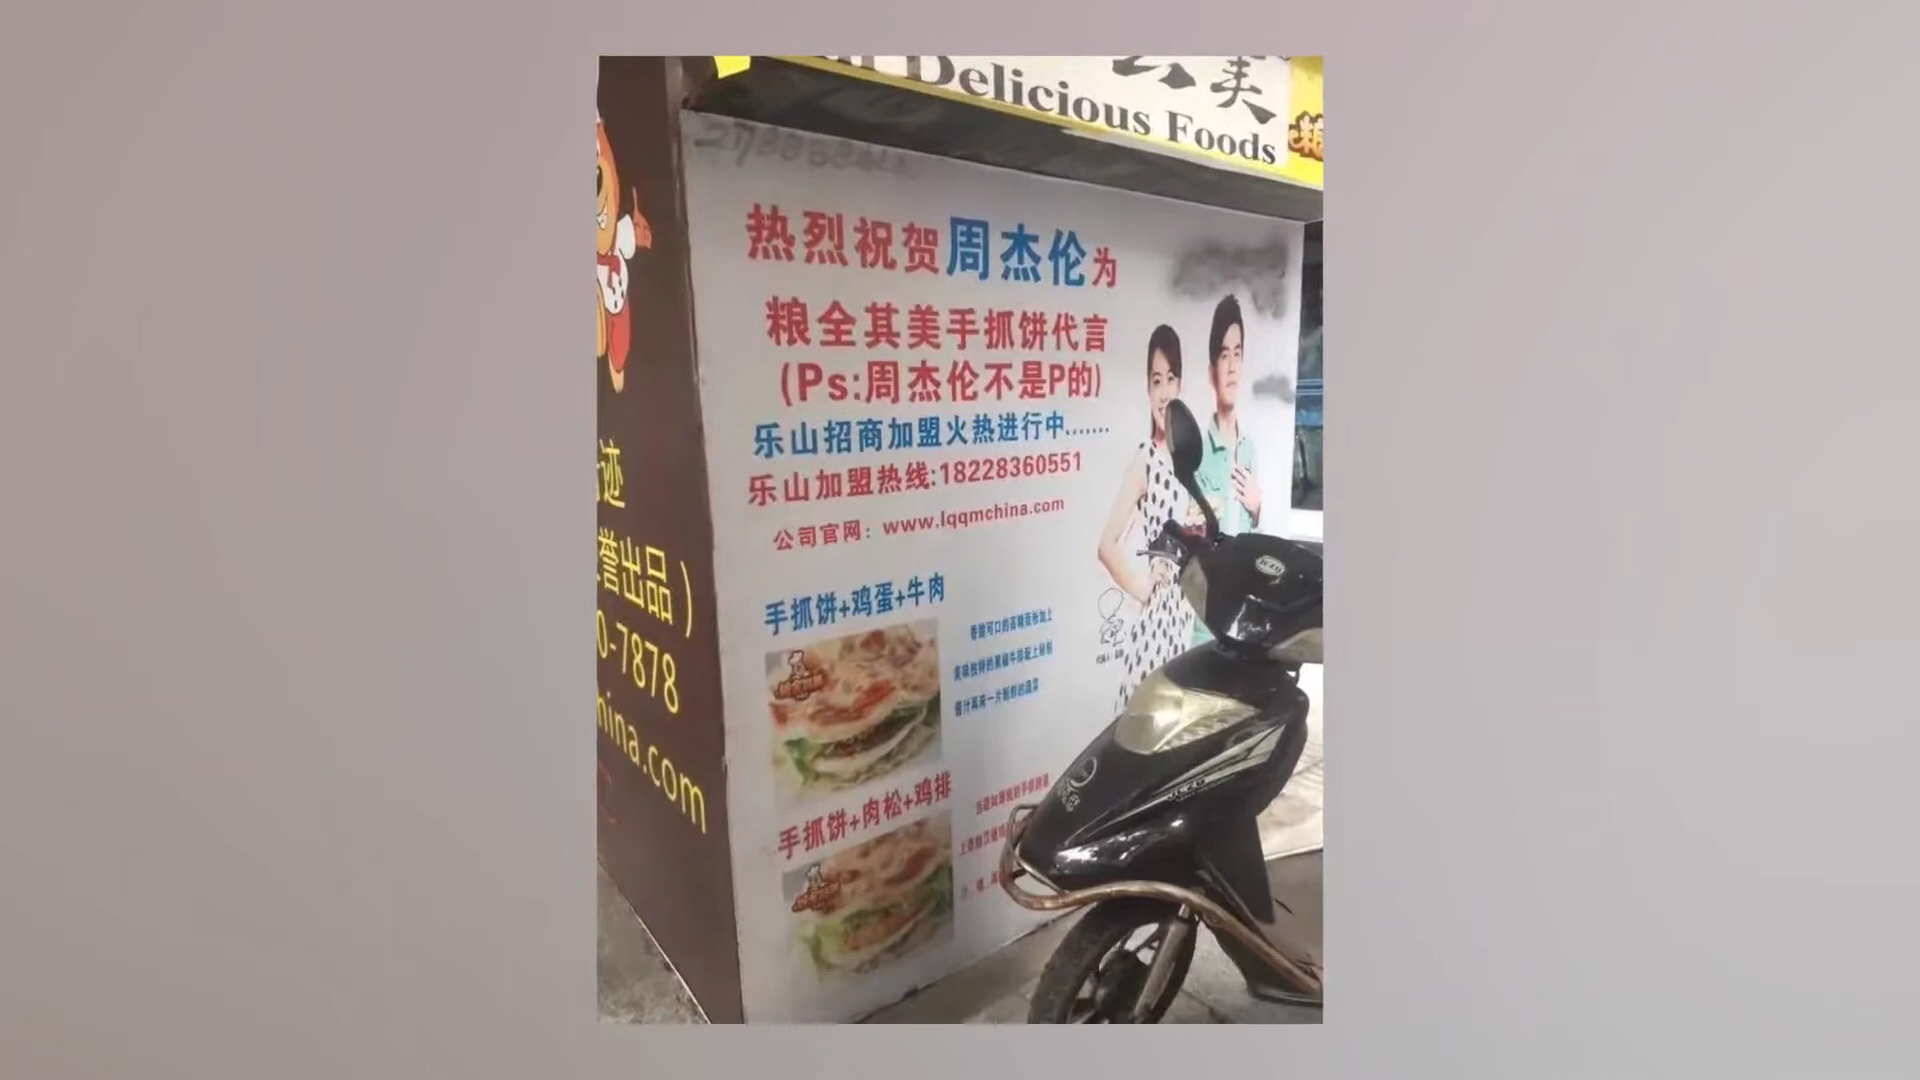 Delicious Foods
热烈祝贺周杰伦为
粮全其美手抓饼代言
(Ps:周杰伦不是P的)
乐山招商加盟火热进行中.......
乐山加盟热线:18228360551
公司官网：www.lqqmchina.com
手抓饼+鸡蛋+牛肉
手抓饼+肉松+鸡排
迹
誉出品)
0-7878
hina.com